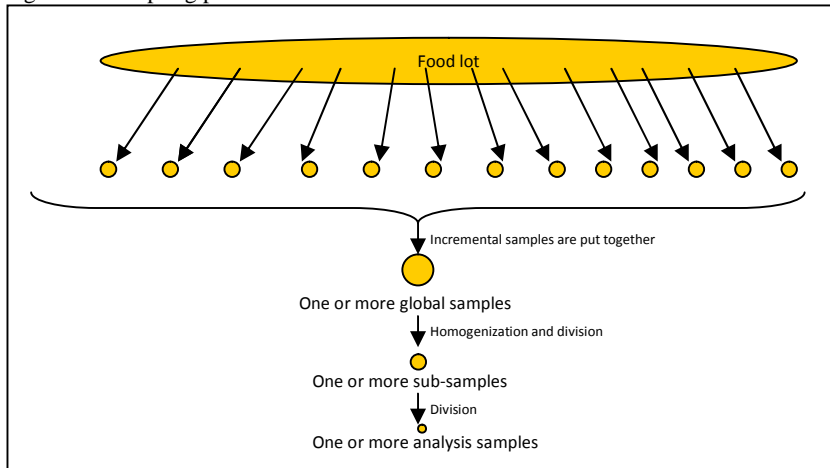 Food lot
Incremental samples are put together
One or more global samples
Homogenization and division
One or more sub-samples
Division
One or more analysis samples